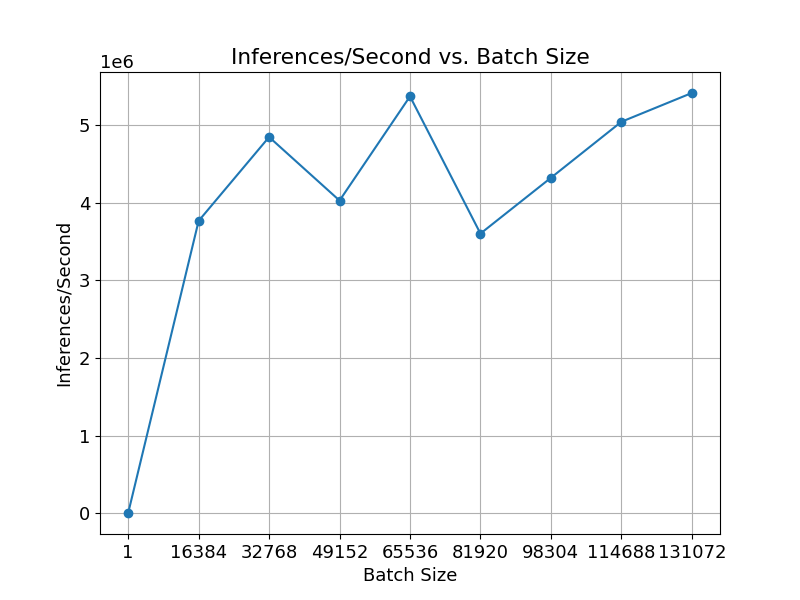 Inferences/Second vs. Batch Size
1e6
5
4
3
2
1
0
Inferences/Second
1 16384 32768 49152 65536 81920 98304 114688 131072
Batch Size